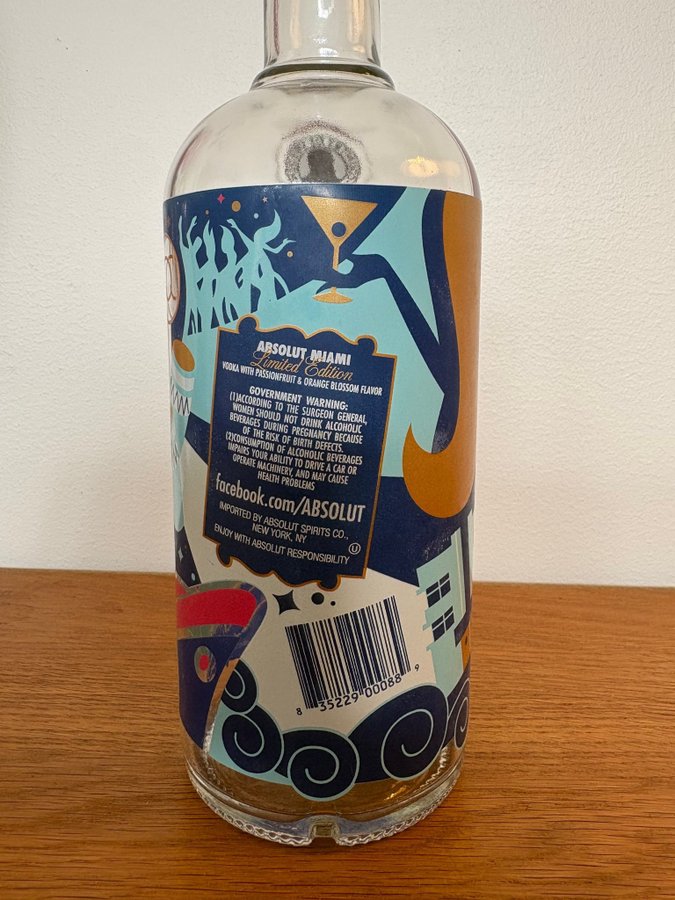 ABSOLUT MIAMI
Limited Edition
VODKA WITH PASSIONFRUIT & ORANGE BLOSSOM FLAVOR
GOVERNMENT WARNING:
(1)ACCORDING TO THE SURGEON GENERAL,
WOMEN SHOULD NOT DRINK ALCOHOLIC
BEVERAGES DURING PREGNANCY BECAUSE
OF THE RISK OF BIRTH DEFECTS.
(2)CONSUMPTION OF ALCOHOLIC BEVERAGES
IMPAIRS YOUR ABILITY TO DRIVE A CAR OR
OPERATE MACHINERY, AND MAY CAUSE
HEALTH PROBLEMS
facebook.com/ABSOLUT
IMPORTED BY ABSOLUT SPIRITS CO.,
NEW YORK, NY
ENJOY WITH ABSOLUT RESPONSIBILITY
U
8 35229 00088 9